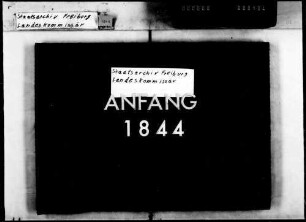 Staatsarchiv Freiburg
Landeskommissär
Staatsarchiv Freiburg
Landeskommissär
ANFANG
1844